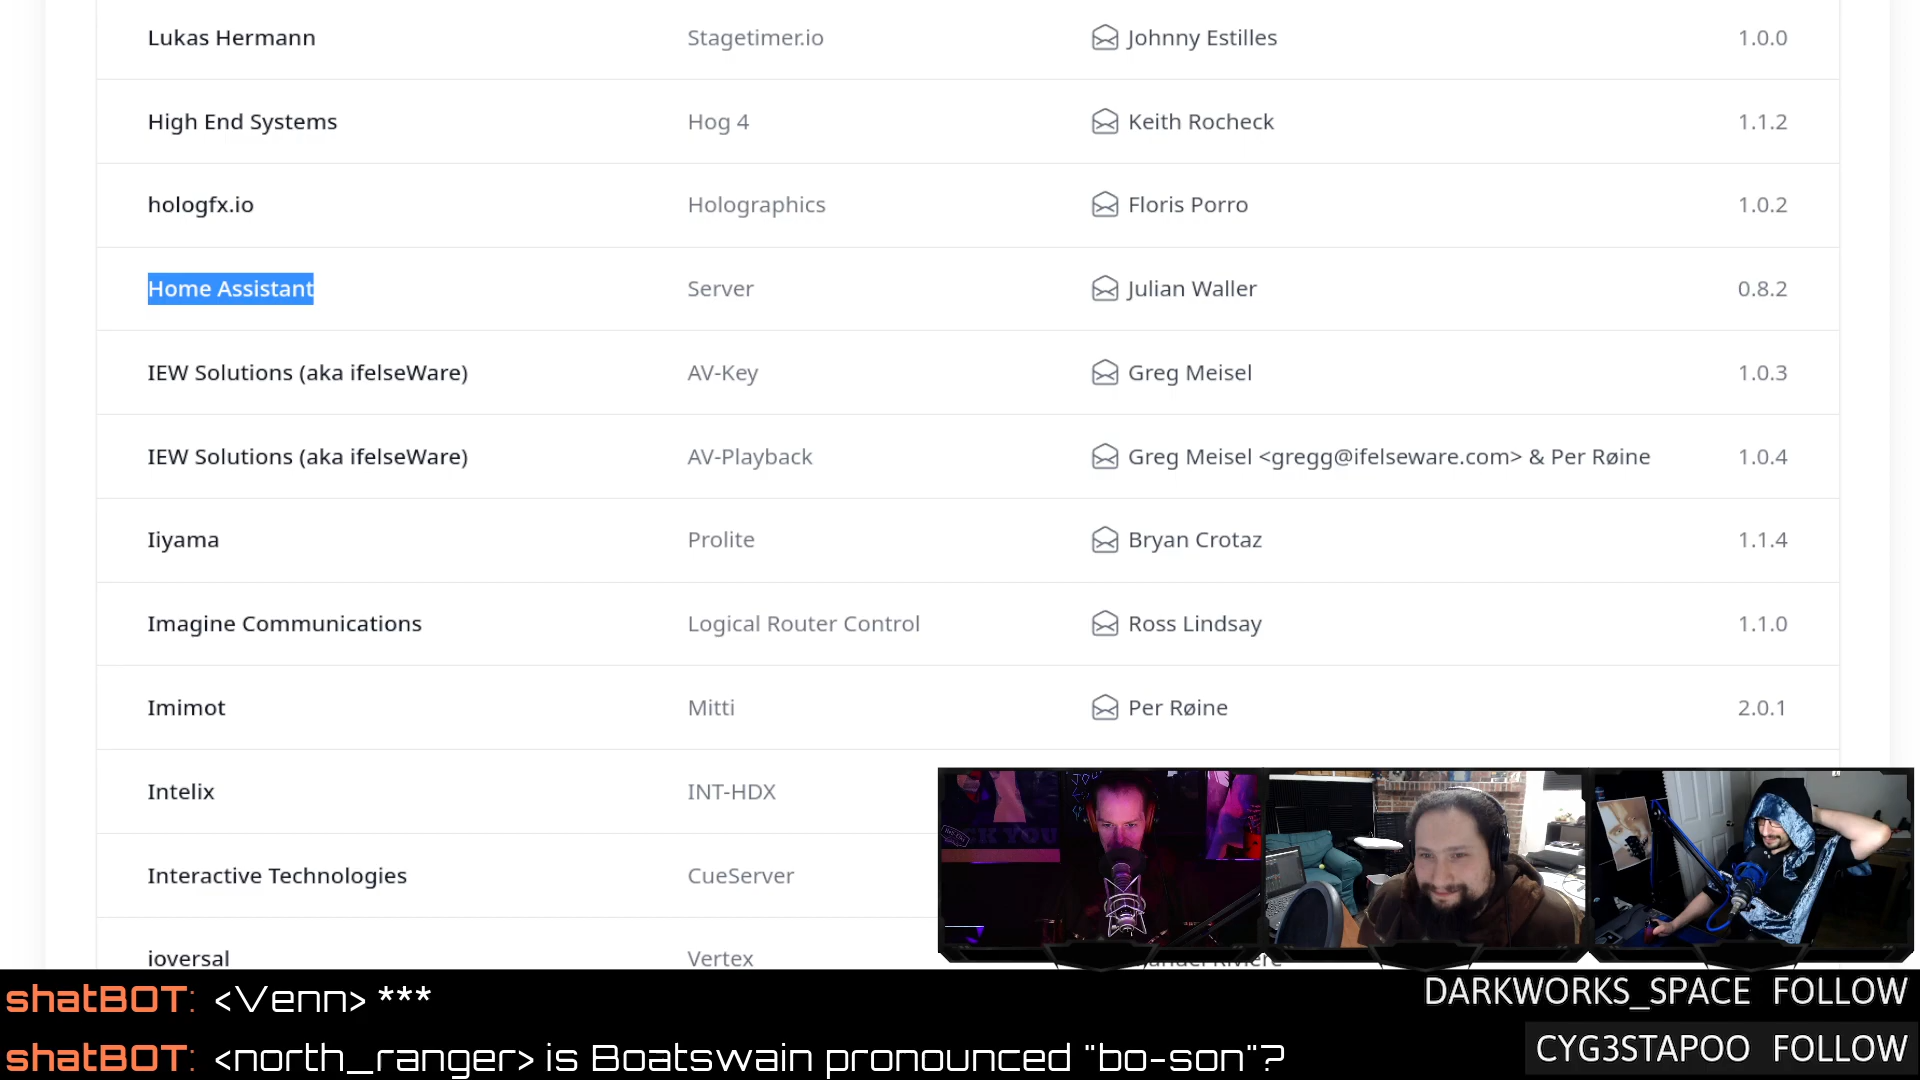 Lukas Hermann Stagetimer.io Johnny Estilles 1.0.0
High End Systems Hog 4 Keith Rocheck 1.1.2
hologfx.io Holographics Floris Porro 1.0.2
Home Assistant Server Julian Waller 0.8.2
IEW Solutions (aka ifelseWare) AV-Key Greg Meisel 1.0.3
IEW Solutions (aka ifelseWare) AV-Playback Greg Meisel <gregg@ifelseware.com> & Per Røine 1.0.4
Iiyama Prolite Bryan Crotaz 1.1.4
Imagine Communications Logical Router Control Ross Lindsay 1.1.0
Imimot Mitti Per Røine 2.0.1
Intelix INT-HDX
Interactive Technologies CueServer
ioversal Vertex
shatBOT: <Venn> ***
DARKWORKS_SPACE FOLLOW
shatBOT: <north_ranger> is Boatswain pronounced "bo-son"?
CYG3STAPOO FOLLOW